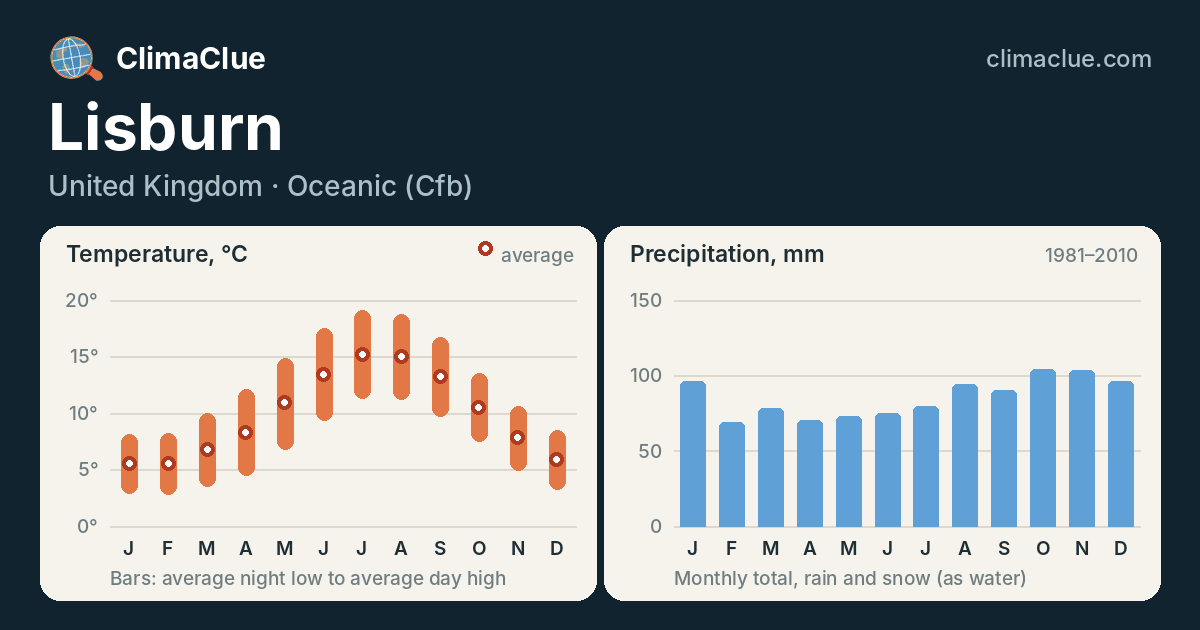 ClimaClue
climaclue.com
Lisburn
United Kingdom · Oceanic (Cfb)
Temperature, °C
average
20°
15°
10°
5°
0°
J F M A M J J A S O N D
Bars: average night low to average day high
Precipitation, mm
1981–2010
150
100
50
0
J F M A M J J A S O N D
Monthly total, rain and snow (as water)